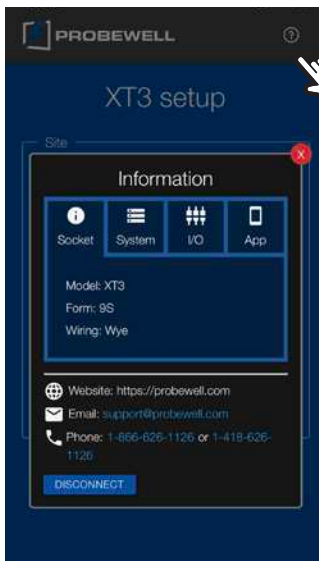 PROBEWELL
?
XT3 setup
Site
X
Information
Socket System I/O App
Model: XT3
Form: 9S
Wiring: Wye
Website: https://probewell.com
Email: support@probewell.com
Phone: 1-866-626-1126 or 1-418-626-
1126
DISCONNECT